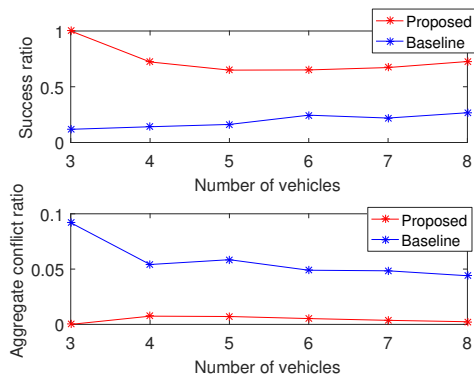 1
0.5
0
Success ratio
Proposed
Baseline
3 4 5 6 7 8
Number of vehicles
0.1
0.05
0
Aggregate conflict ratio
Proposed
Baseline
3 4 5 6 7 8
Number of vehicles